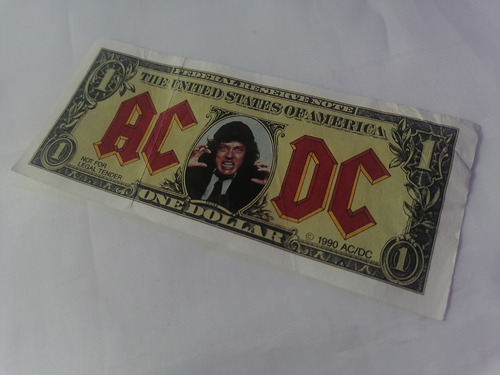 FEDERAL RESERVE NOTE
THE UNITED STATES OF AMERICA
1
1
AC DC
NOT FOR
LEGAL TENDER
1
ONE DOLLAR
© 1990 AC/DC
1